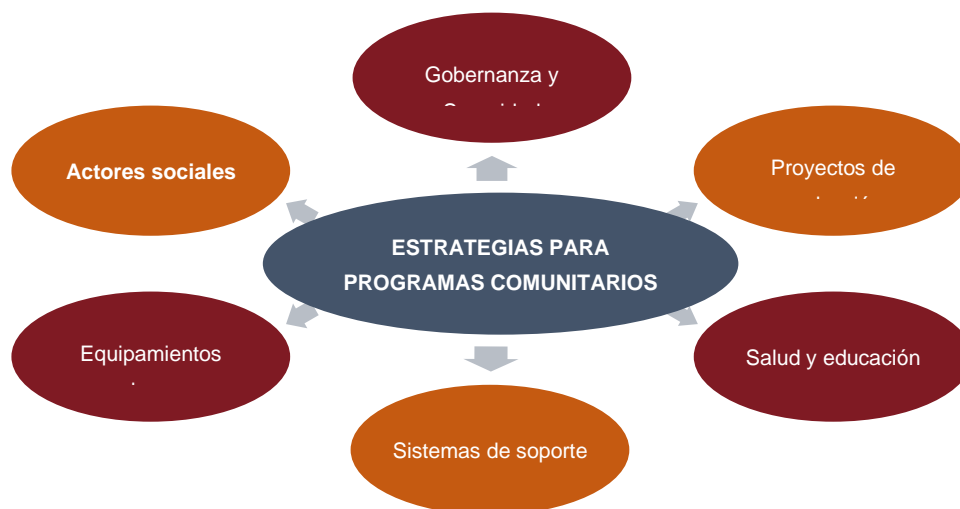 Gobernanza y
Actores sociales
Proyectos de
ESTRATEGIAS PARA
PROGRAMAS COMUNITARIOS
Equipamientos
Salud y educación
Sistemas de soporte